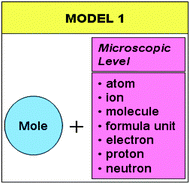 MODEL 1
Microscopic
Level
Mole
+
• atom
• ion
• molecule
• formula unit
• electron
• proton
• neutron